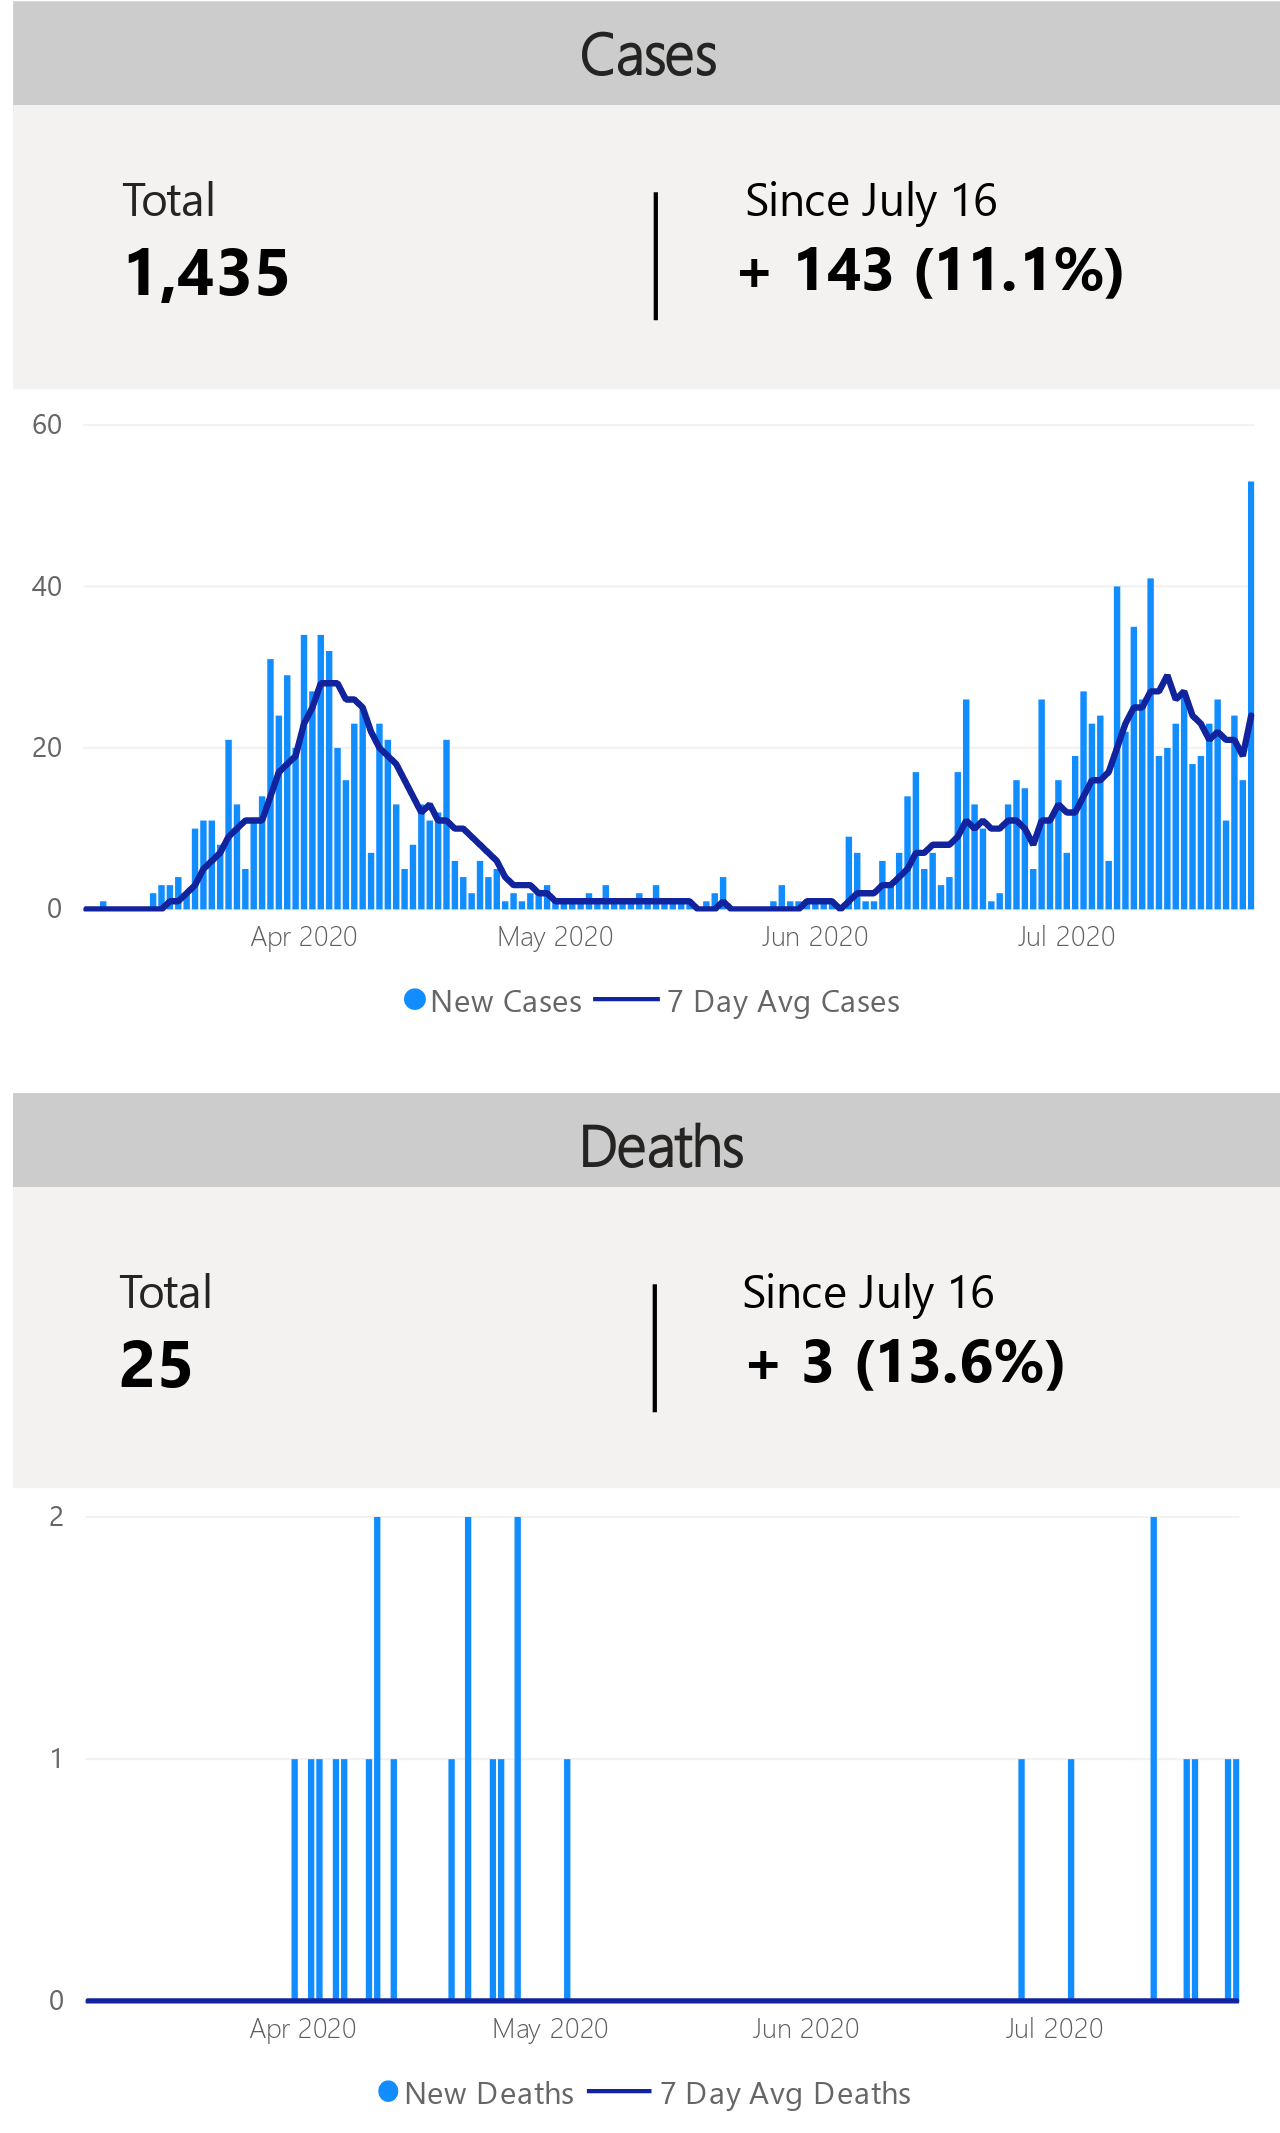 Cases
Total
Since July 16
1,435
+ 143 (11.1%)
60
40
20
0
Apr 2020
May 2020
Jun 2020
Jul 2020
New Cases
7 Day Avg Cases
Deaths
Total
Since July 16
25
+ 3 (13.6%)
2
1
0
Apr 2020
May 2020
Jun 2020
Jul 2020
New Deaths
7 Day Avg Deaths